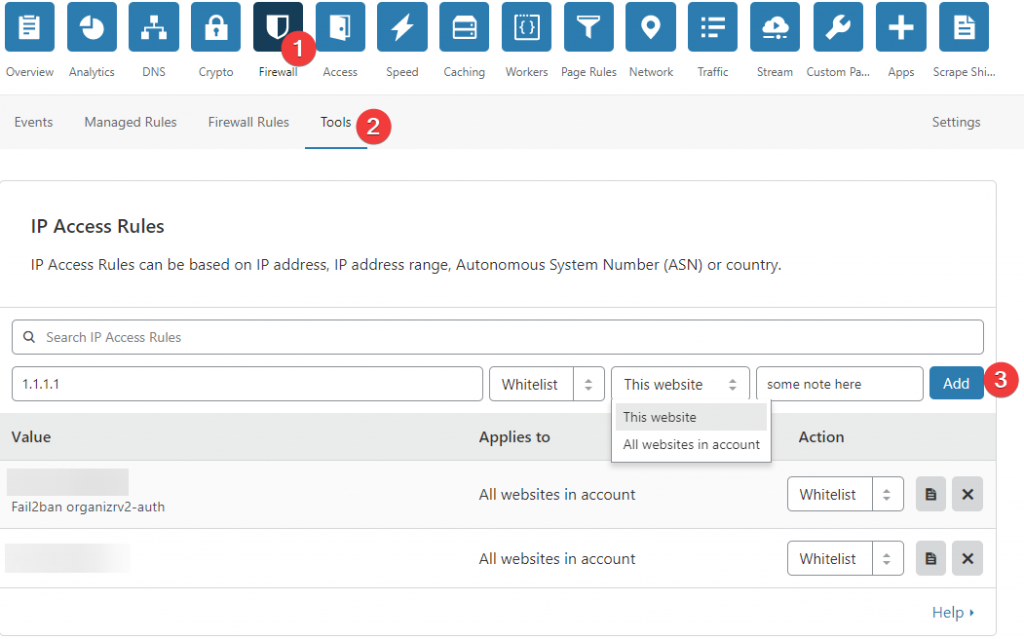 Overview Analytics DNS Crypto Firewall Access Speed Caching Workers Page Rules Network Traffic Stream Custom Pa... Apps Scrape Shi...
1
Events Managed Rules Firewall Rules Tools 2 Settings
IP Access Rules
IP Access Rules can be based on IP address, IP address range, Autonomous System Number (ASN) or country.
Search IP Access Rules
1.1.1.1 Whitelist This website some note here Add 3
This website
All websites in account
Value Applies to Action
All websites in account Whitelist
Fail2ban organizrv2-auth
All websites in account Whitelist
Help